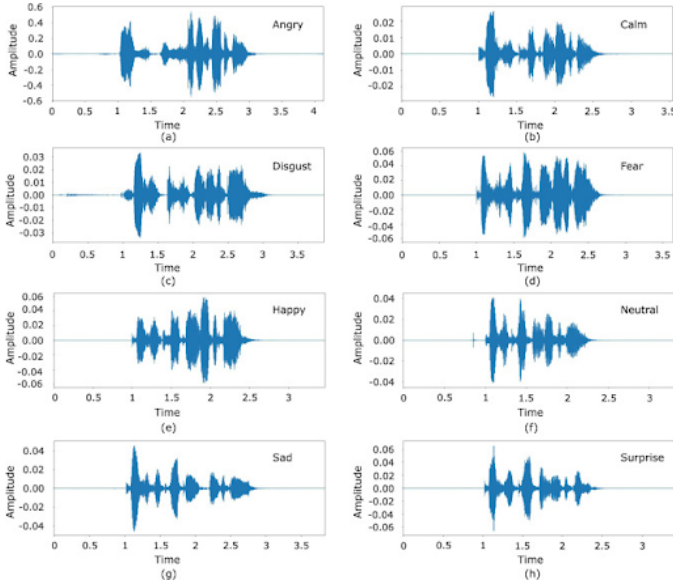 Angry
Amplitude
0.6
0.4
0.2
0.0
-0.2
-0.4
-0.6
0 0.5 1 1.5 2 2.5 3 3.5 4
Time
(a)
Calm
Amplitude
0.02
0.01
0.00
-0.01
-0.02
0 0.5 1 1.5 2 2.5 3 3.5
Time
(b)
Disgust
Amplitude
0.03
0.02
0.01
0.00
-0.01
-0.02
-0.03
0 0.5 1 1.5 2 2.5 3 3.5
Time
(c)
Fear
Amplitude
0.06
0.04
0.02
0.00
-0.02
-0.04
-0.06
0 0.5 1 1.5 2 2.5 3 3.5
Time
(d)
Happy
Amplitude
0.06
0.04
0.02
0.00
-0.02
-0.04
-0.06
0 0.5 1 1.5 2 2.5 3
Time
(e)
Neutral
Amplitude
0.04
0.02
0.00
-0.02
-0.04
0 0.5 1 1.5 2 2.5 3
Time
(f)
Sad
Amplitude
0.04
0.02
0.00
-0.02
-0.04
0 0.5 1 1.5 2 2.5 3 3.5
Time
(g)
Surprise
Amplitude
0.06
0.04
0.02
0.00
-0.02
-0.04
-0.06
0 0.5 1 1.5 2 2.5 3
Time
(h)